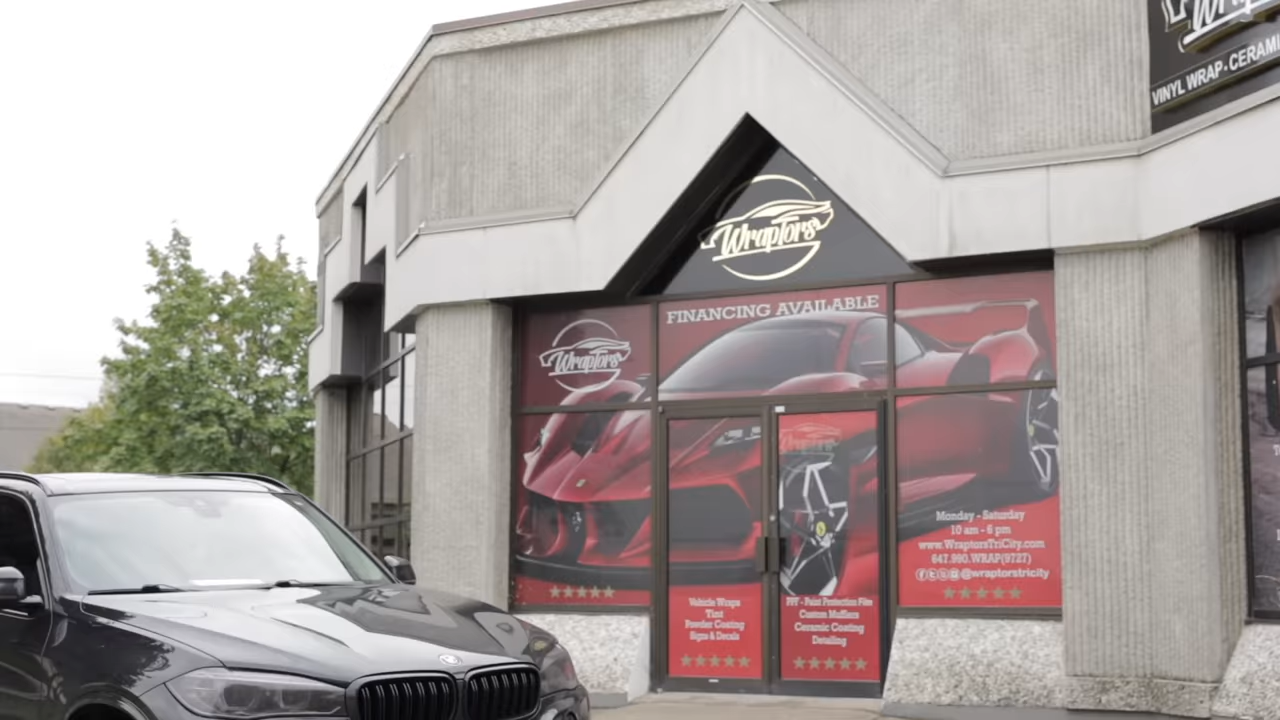 VINYL WRAP · CERAMI
WrapTors
FINANCING AVAILABLE
WrapTors
Monday - Saturday
10 am - 6 pm
www.WraptorsTriCity.com
647.990.WRAP(9727)
@wraptorstricity
Vehicle Wraps
Tint
Powder Coating
Signs & Decals
PPF - Paint Protection Film
Custom Mufflers
Ceramic Coating
Detailing